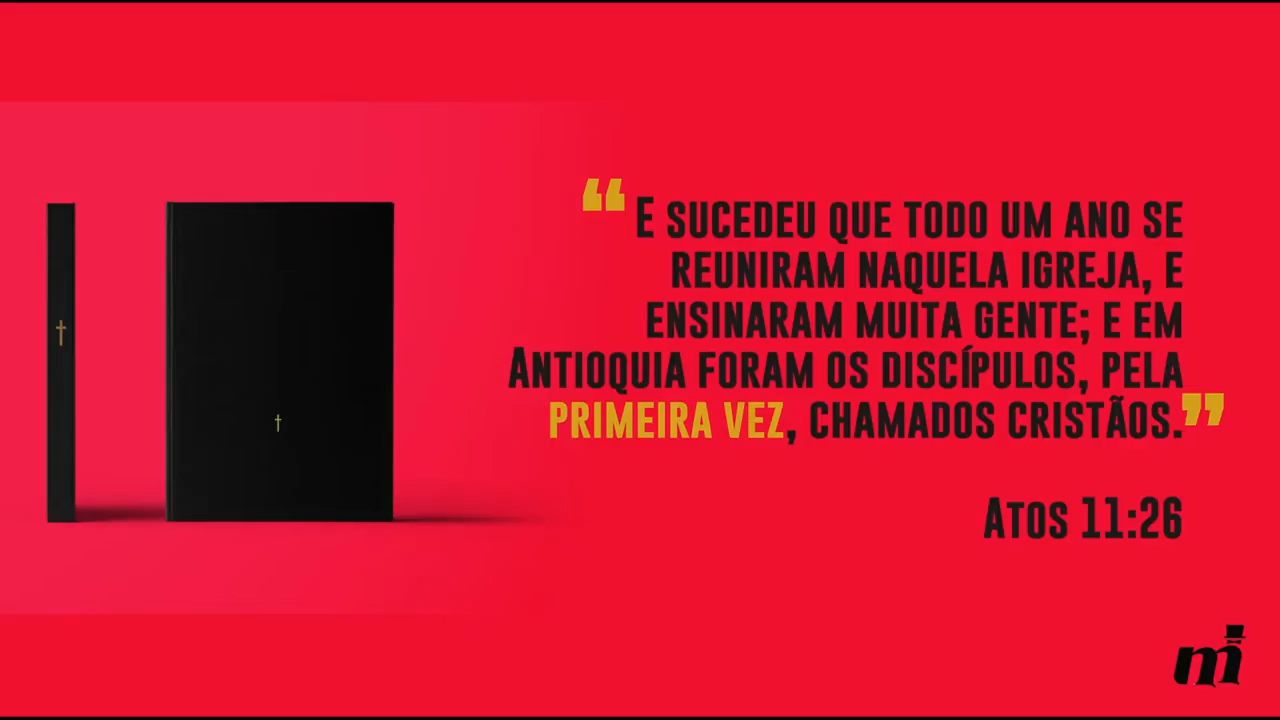 “E sucedeu que todo um ano se
reuniram naquela igreja, e
ensinaram muita gente; e em
Antioquia foram os discípulos, pela
primeira vez, chamados cristãos.”
Atos 11:26
m